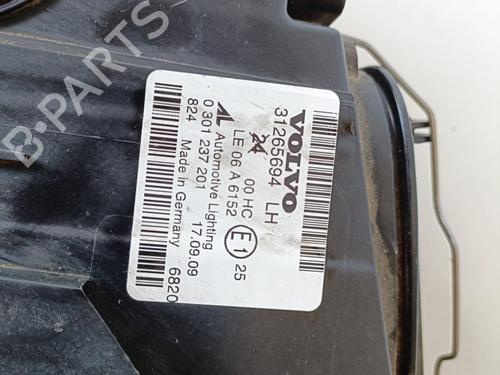 VOLVO
31265694 LH
24 00 HC
LE 06 A 6152 E1 25
AL Automotive Lighting
0 301 237 201 17.09.09
824 Made in Germany 6820
B-PARTS